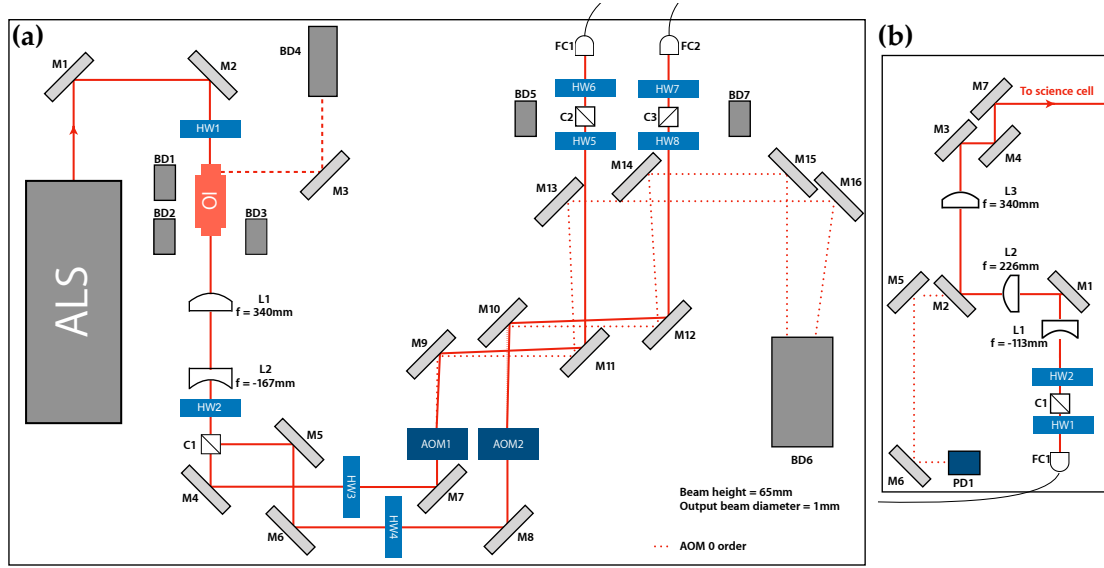 (a)
M1
M2
BD4
FC1
FC2
HW6
HW7
BD5
BD7
C2
C3
HW5
HW8
HW1
BD1
M3
OI
BD2
BD3
M14
M15
M13
M16
ALS
L1
f = 340mm
M10
M12
M9
M11
L2
f = -167mm
HW2
C1
M5
AOM1
AOM2
BD6
M4
HW3
M7
M6
HW4
M8
Beam height = 65mm
Output beam diameter = 1mm
AOM 0 order
(b)
M7
To science cell
M3
M4
L3
f = 340mm
L2
f = 226mm
M5
M1
M2
L1
f = -113mm
HW2
C1
HW1
FC1
M6
PD1